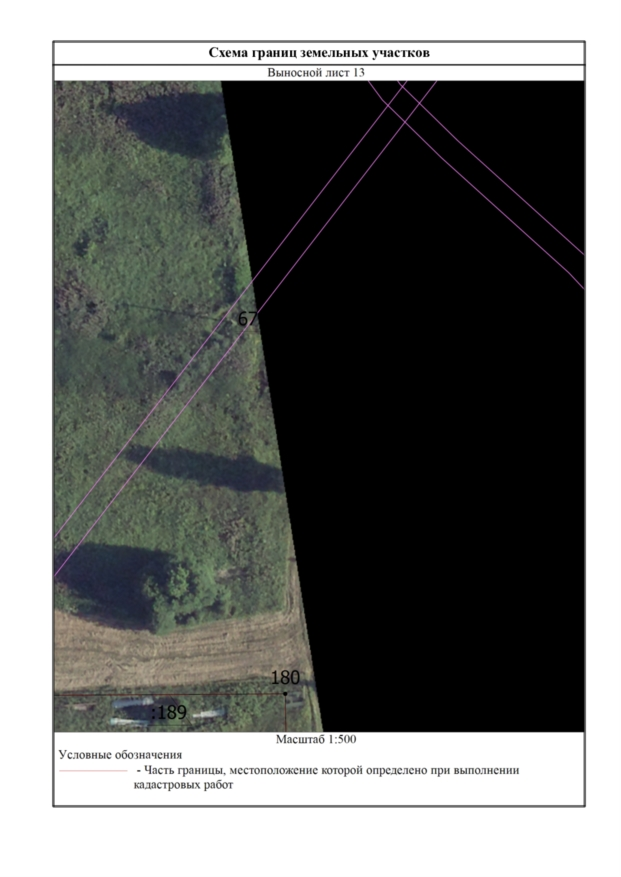 Схема границ земельных участков
Выносной лист 13
67
180
:189
Масштаб 1:500
Условные обозначения
- Часть границы, местоположение которой определено при выполнении
кадастровых работ